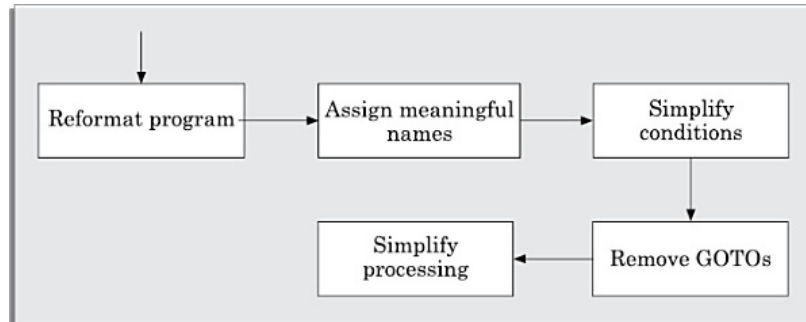 Reformat program
Assign meaningful
names
Simplify
conditions
Simplify
processing
Remove GOTOs